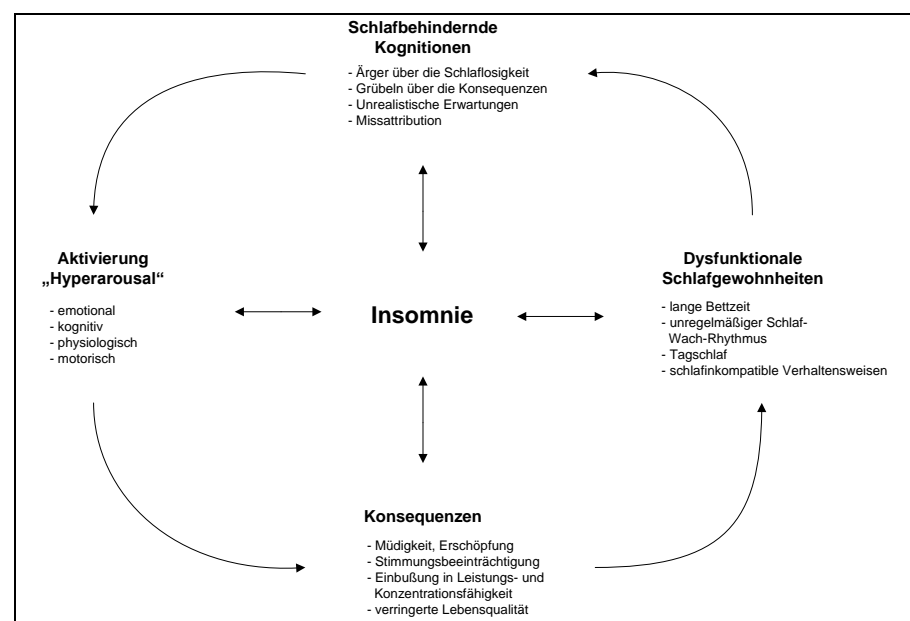 Schlafbehindernde
Kognitionen
- Ärger über die Schlaflosigkeit
- Grübeln über die Konsequenzen
- Unrealistische Erwartungen
- Missattribution
Aktivierung
„Hyperarousal“
- emotional
- kognitiv
- physiologisch
- motorisch
Insomnie
Dysfunktionale
Schlafgewohnheiten
- lange Bettzeit
- unregelmäßiger Schlaf-
Wach-Rhythmus
- Tagschlaf
- schlafinkompatible Verhaltensweisen
Konsequenzen
- Müdigkeit, Erschöpfung
- Stimmungsbeeinträchtigung
- Einbußung in Leistungs- und
Konzentrationsfähigkeit
- verringerte Lebensqualität